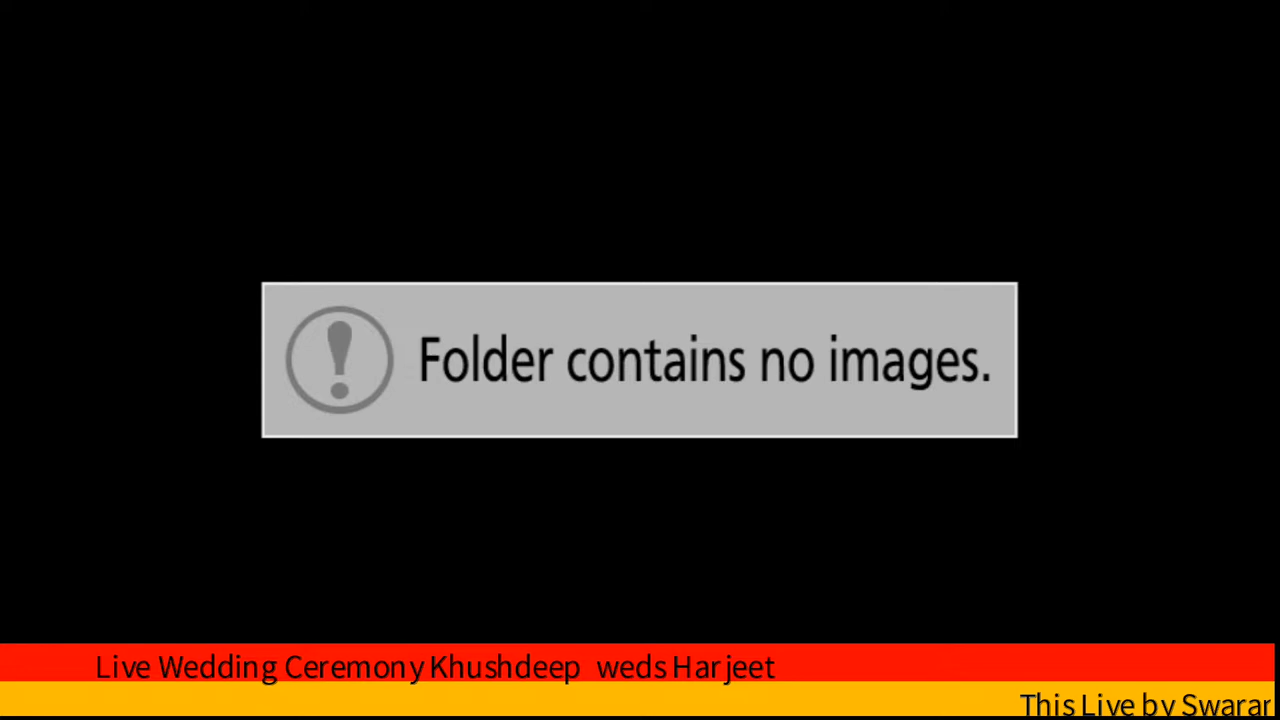 Folder contains no images.
Live Wedding Ceremony Khushdeep weds Harjeet
This Live by Swarar